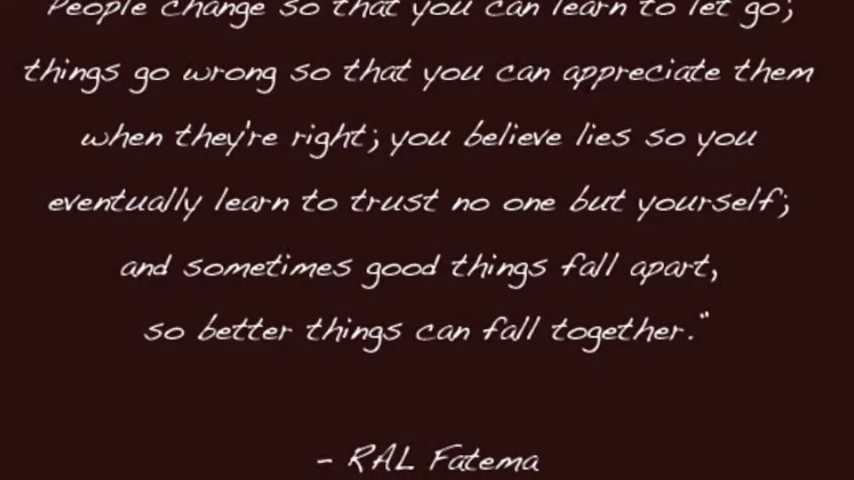 People change so that you can learn to let go;
things go wrong so that you can appreciate them
when they're right; you believe lies so you
eventually learn to trust no one but yourself;
and sometimes good things fall apart,
so better things can fall together."
- RAL Fatema